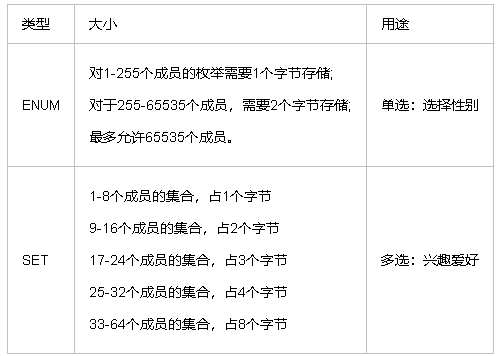 类型 大小 用途
对1-255个成员的枚举需要1个字节存储;
ENUM 对于255-65535个成员，需要2个字节存储; 单选：选择性别
最多允许65535个成员。
1-8个成员的集合，占1个字节
9-16个成员的集合，占2个字节
SET 17-24个成员的集合，占3个字节 多选：兴趣爱好
25-32个成员的集合，占4个字节
33-64个成员的集合，占8个字节